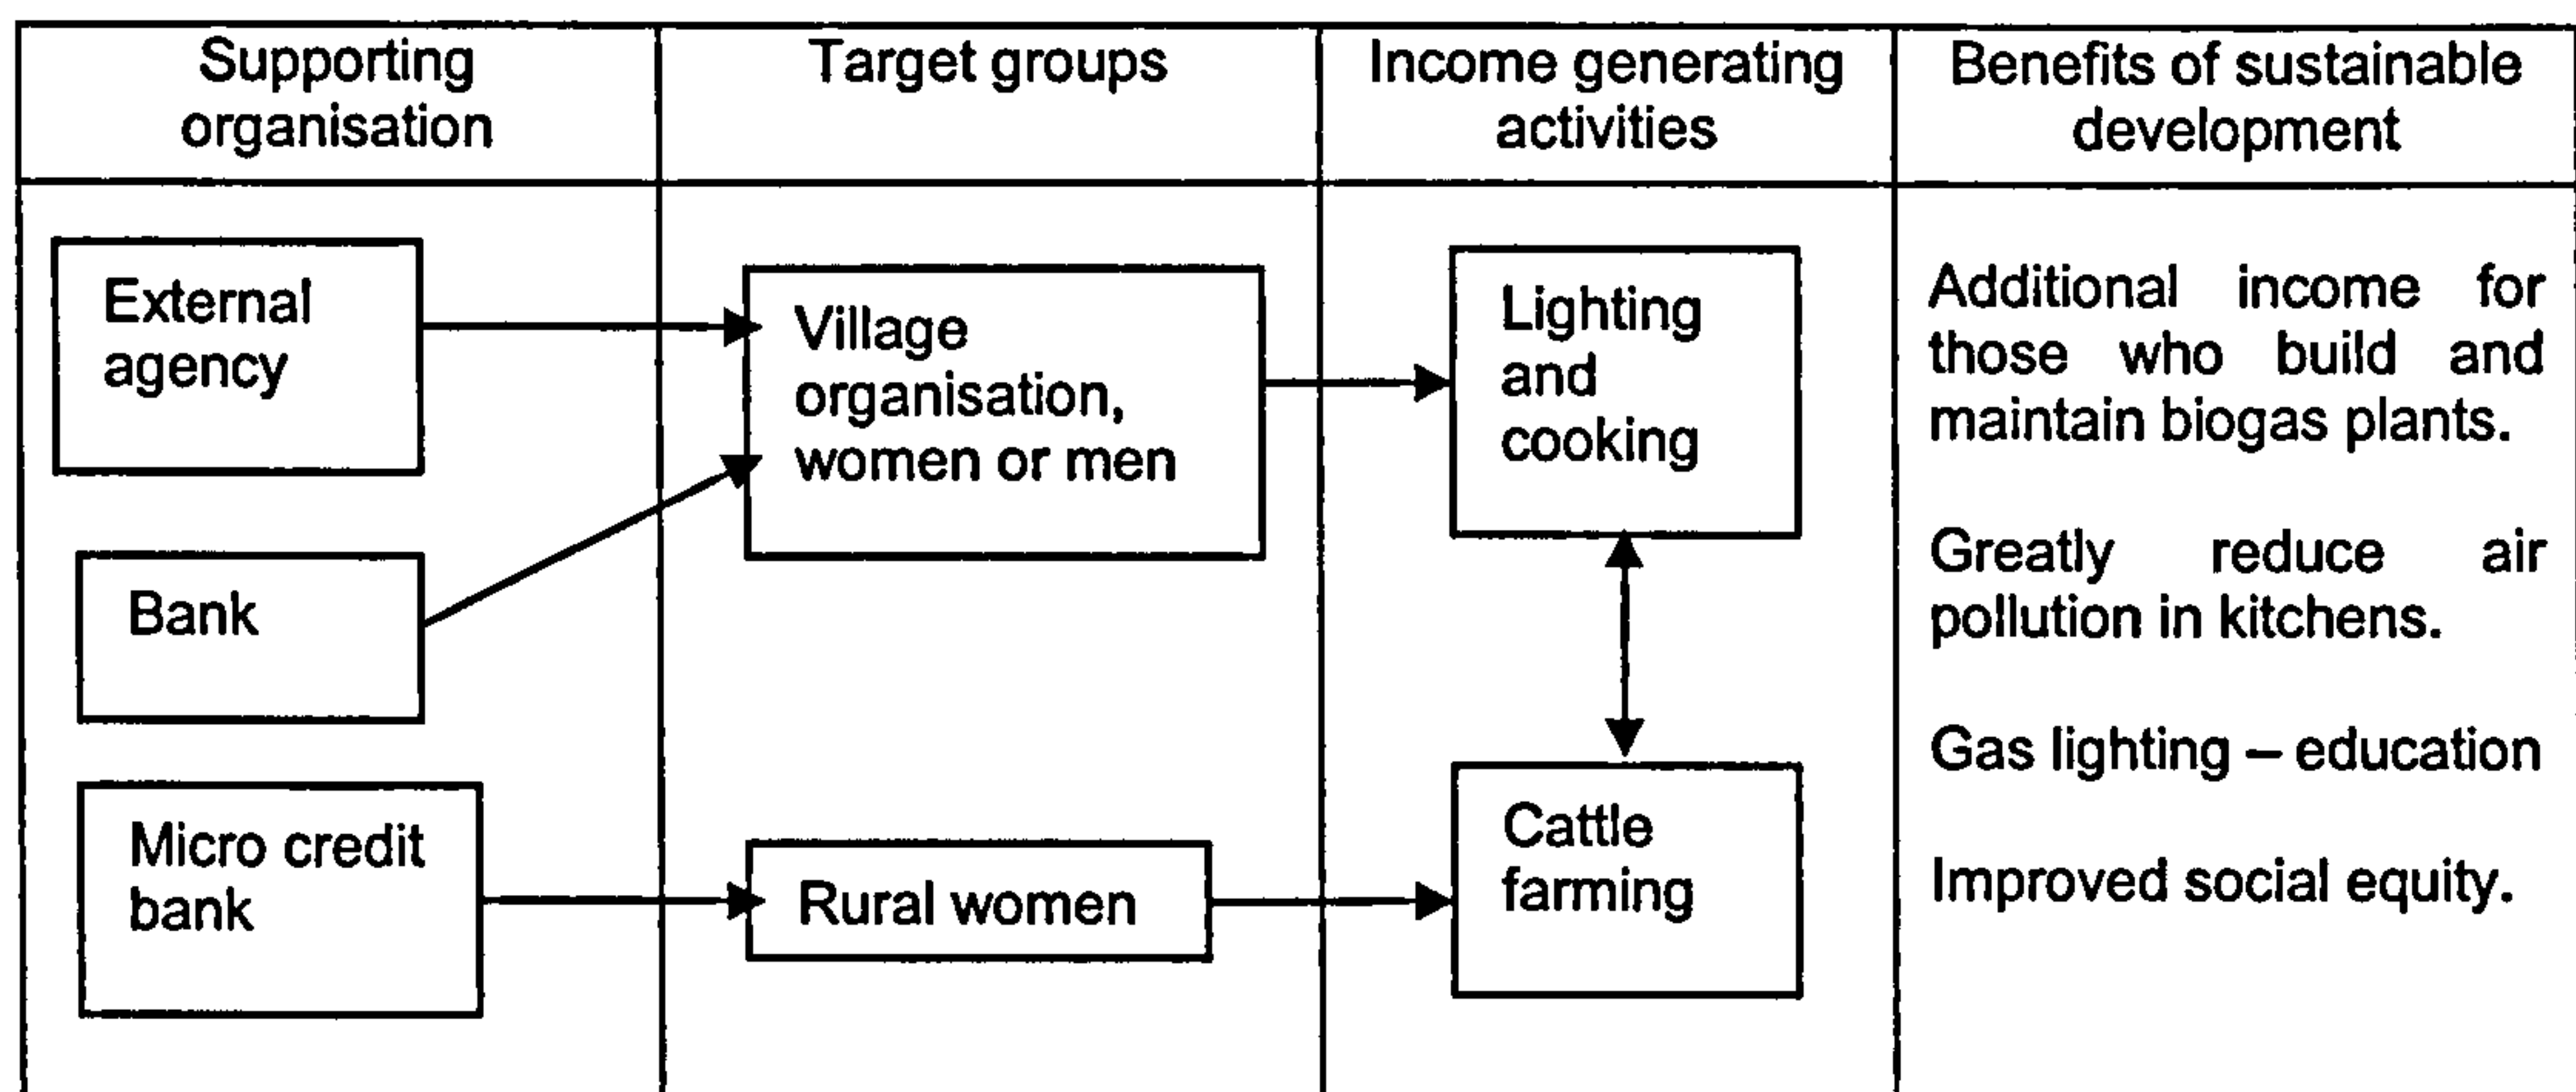 Supporting
organisation
Target groups
Income generating
activities
Benefits of sustainable
development
External
agency
Bank
Micro credit
bank
Village
organisation,
women or men
Rural women
Lighting
and
cooking
Cattle
farming
Additional income for
those who build and
maintain biogas plants.
Greatly reduce air
pollution in kitchens.
Gas lighting – education
Improved social equity.